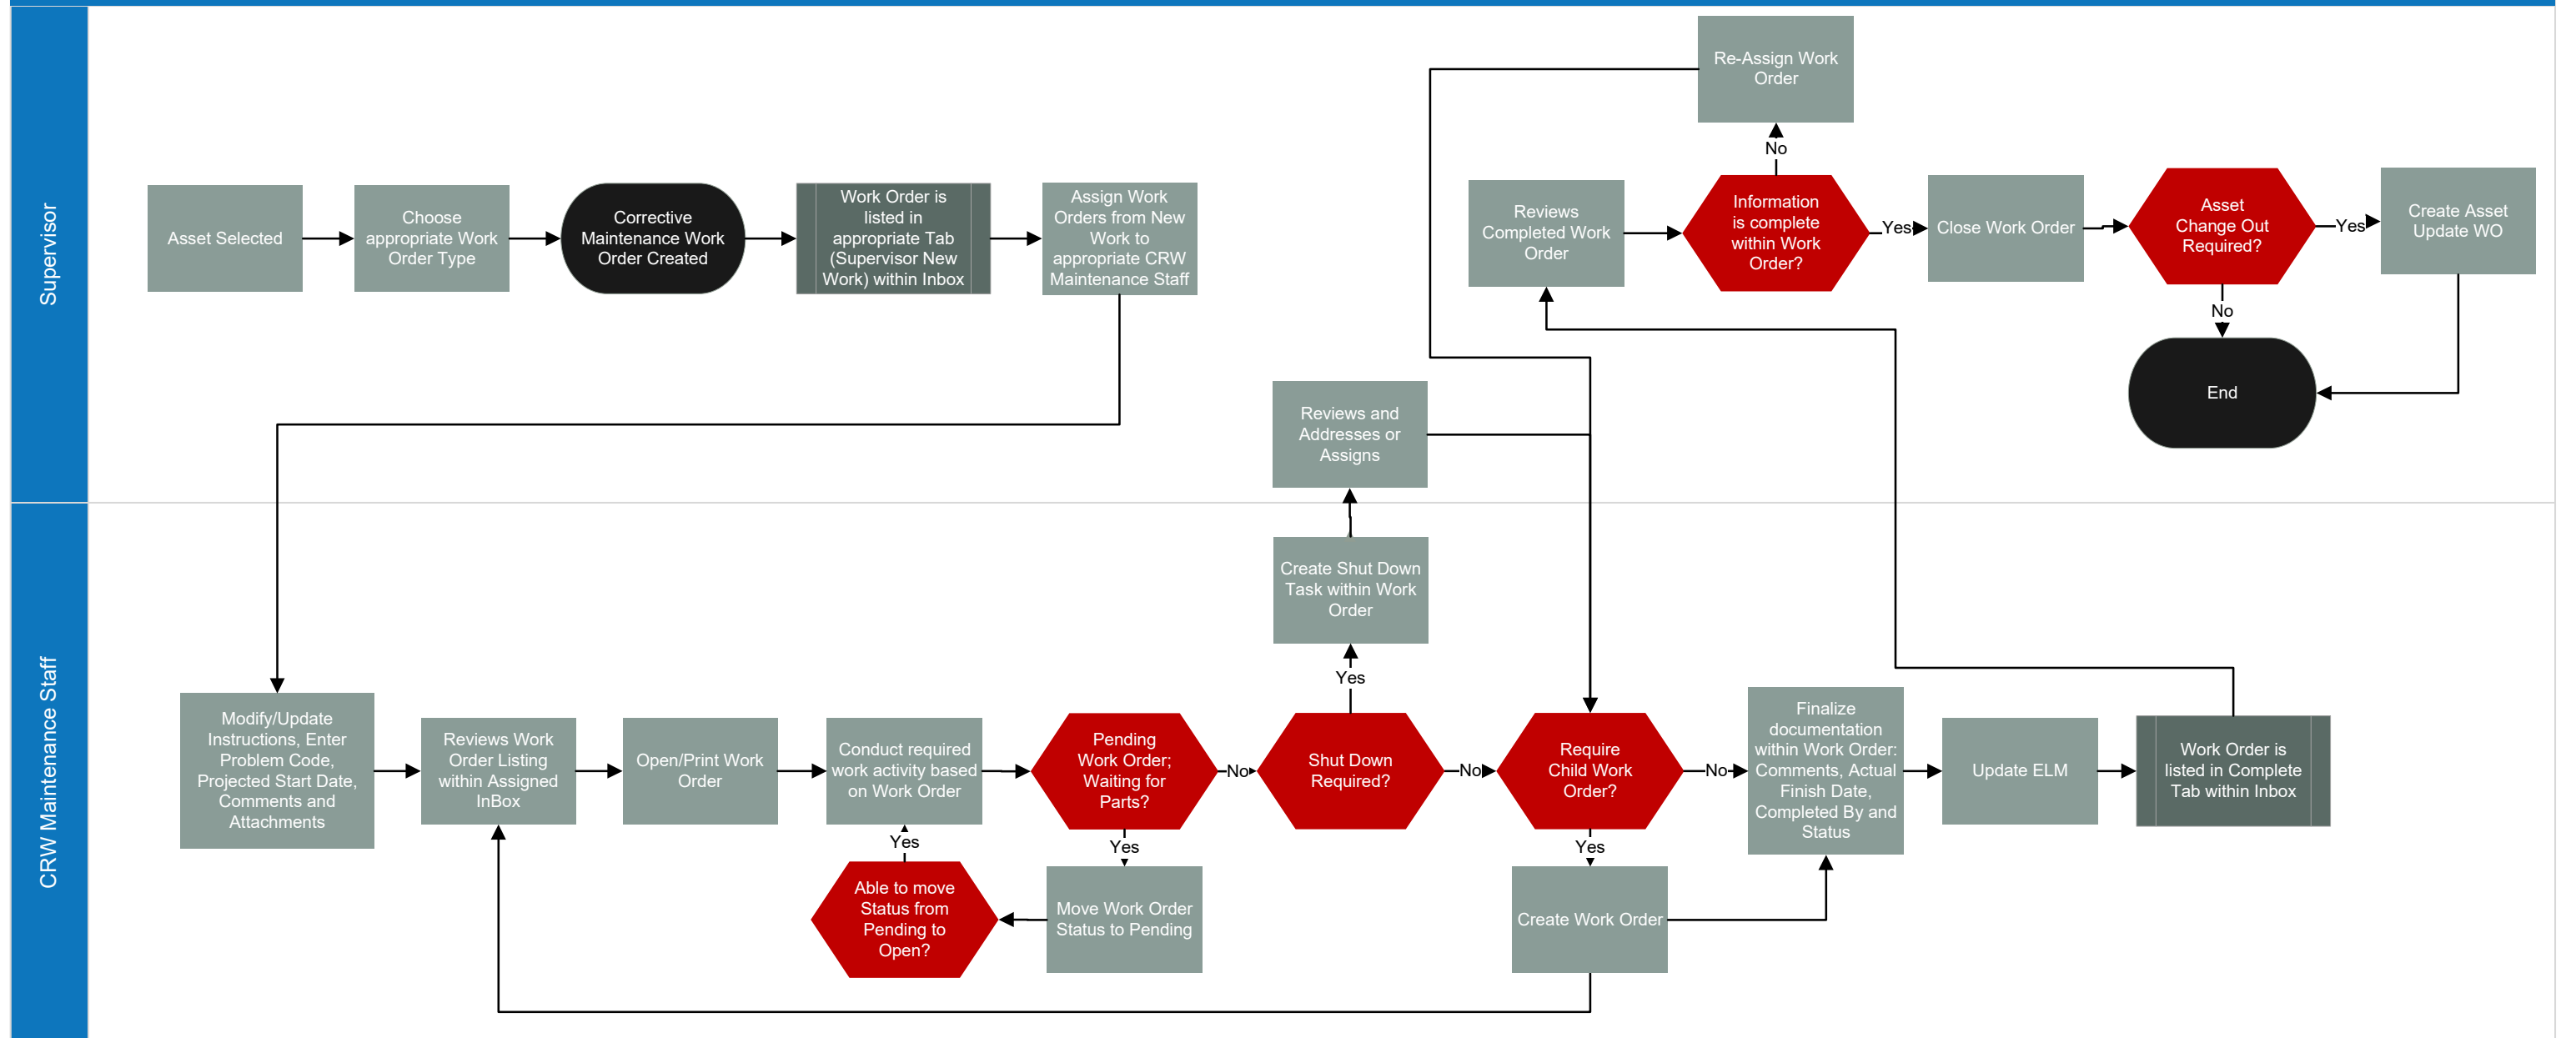 Supervisor
Asset Selected
Choose
appropriate Work
Order Type
Corrective
Maintenance Work
Order Created
Work Order is
listed in
appropriate Tab
(Supervisor New
Work) within Inbox
Assign Work
Orders from New
Work to
appropriate CRW
Maintenance Staff
Re-Assign Work
Order
No
Reviews
Completed Work
Order
Information
is complete
within Work
Order?
Yes
Close Work Order
Asset
Change Out
Required?
Yes
Create Asset
Update WO
No
End
Reviews and
Addresses or
Assigns
CRW Maintenance Staff
Create Shut Down
Task within Work
Order
Yes
Modify/Update
Instructions, Enter
Problem Code,
Projected Start Date,
Comments and
Attachments
Reviews Work
Order Listing
within Assigned
InBox
Open/Print Work
Order
Conduct required
work activity based
on Work Order
Pending
Work Order;
Waiting for
Parts?
No
Shut Down
Required?
No
Require
Child Work
Order?
No
Finalize
documentation
within Work Order:
Comments, Actual
Finish Date,
Completed By and
Status
Update ELM
Work Order is
listed in Complete
Tab within Inbox
Yes
Yes
Yes
Able to move
Status from
Pending to
Open?
Move Work Order
Status to Pending
Create Work Order